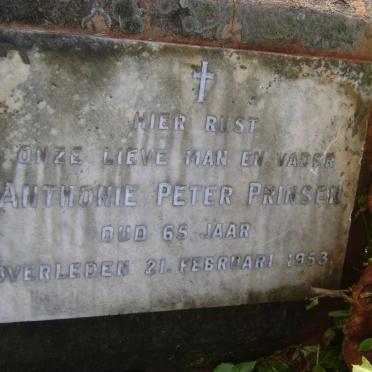 HIER RUST
ONZE LIEVE MAN EN VADER
ANTHONIE PETER PRINSEN
OUD 65 JAAR
OVERLEDEN 21. FEBRUARI 1953.